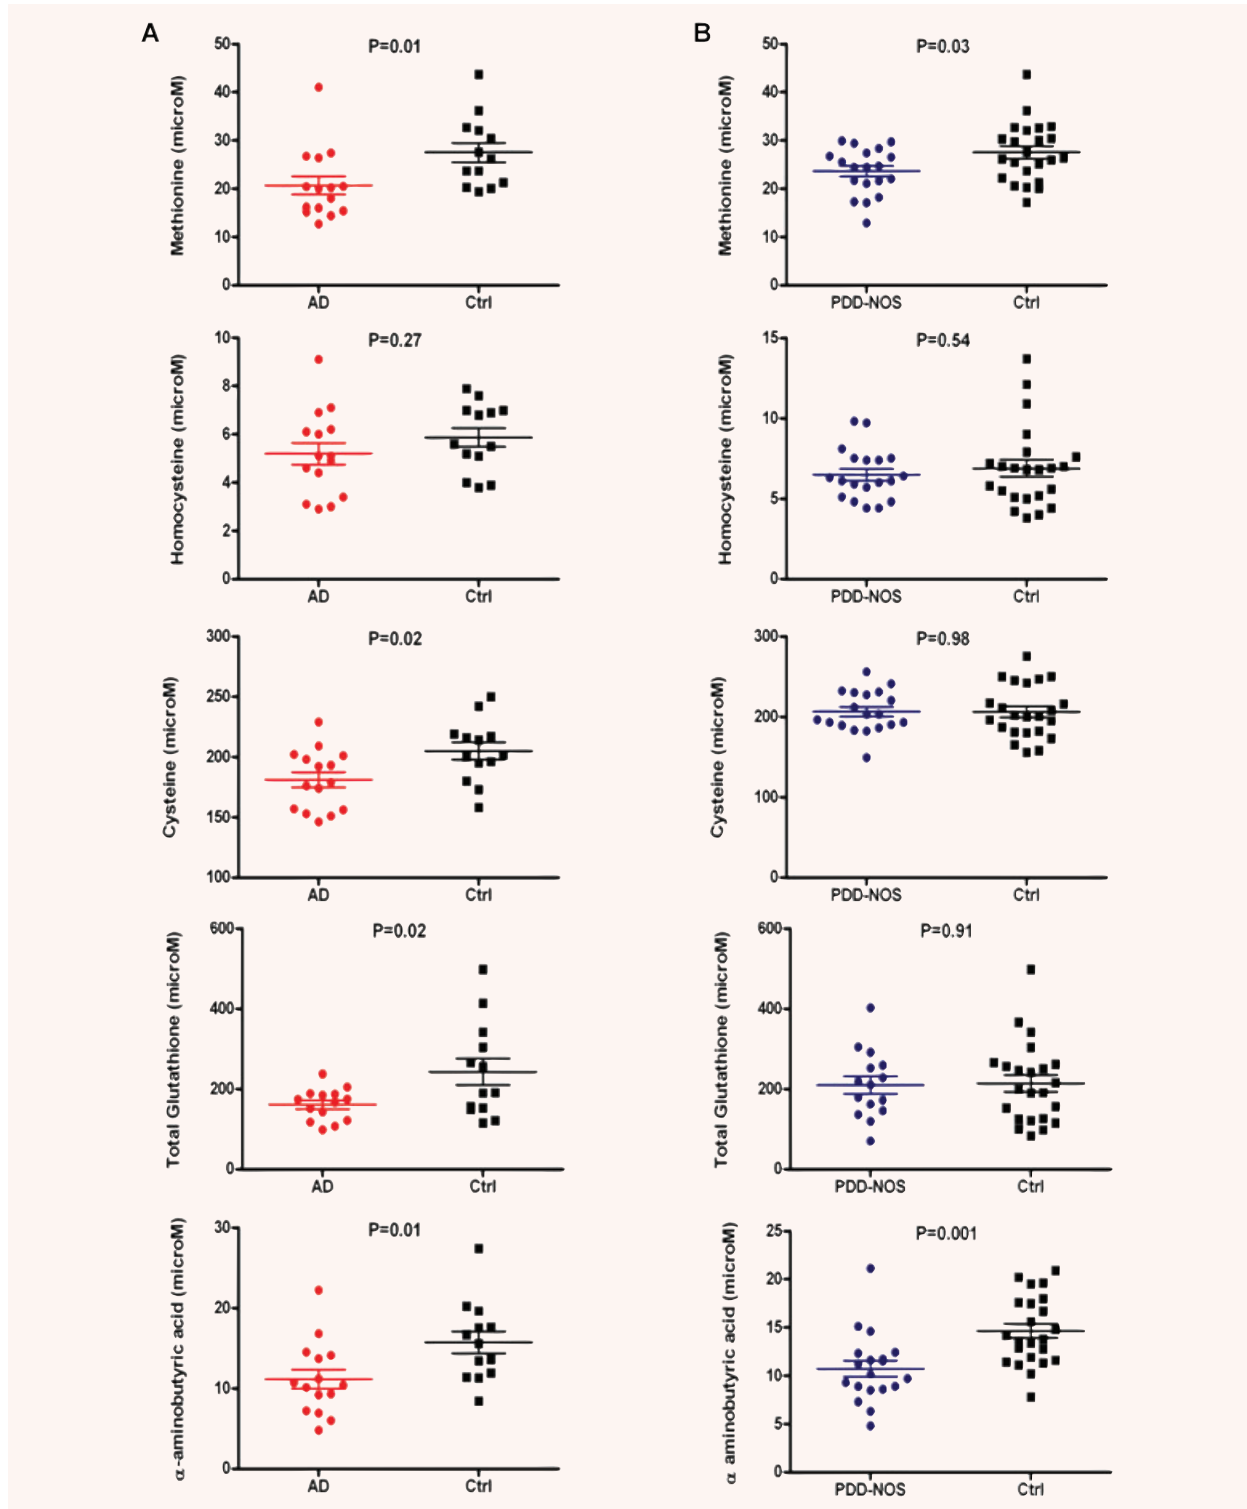 A
B
P=0.01
50
40
30
20
10
0
Methionine (microM)
AD
Ctrl
P=0.03
50
40
30
20
10
0
Methionine (microM)
PDD-NOS
Ctrl
P=0.27
10
8
6
4
2
0
Homocysteine (microM)
AD
Ctrl
P=0.54
15
10
5
0
Homocysteine (microM)
PDD-NOS
Ctrl
P=0.02
300
250
200
150
100
Cysteine (microM)
AD
Ctrl
P=0.98
300
200
100
0
Cysteine (microM)
PDD-NOS
Ctrl
P=0.02
600
400
200
0
Total Glutathione (microM)
AD
Ctrl
P=0.91
600
400
200
0
Total Glutathione (microM)
PDD-NOS
Ctrl
P=0.01
30
20
10
0
α-aminobutyric acid (microM)
AD
Ctrl
P=0.001
25
20
15
10
5
0
α aminobutyric acid (microM)
PDD-NOS
Ctrl